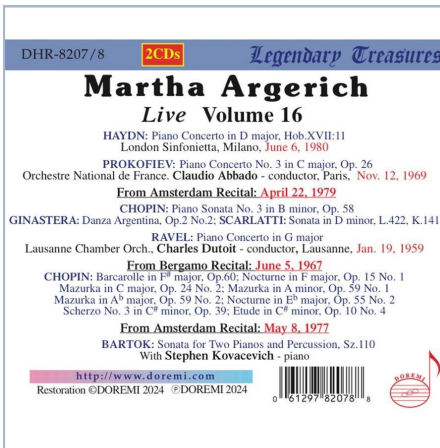 DHR-8207/8
2CDs
Legendary Treasures
Martha Argerich
Live Volume 16
HAYDN: Piano Concerto in D major, Hob.XVII:11
London Sinfonietta, Milano, June 6, 1980
PROKOFIEV: Piano Concerto No. 3 in C major, Op. 26
Orchestre National de France. Claudio Abbado - conductor, Paris, Nov. 12, 1969
From Amsterdam Recital: April 22, 1979
CHOPIN: Piano Sonata No. 3 in B minor, Op. 58
GINASTERA: Danza Argentina, Op.2 No.2; SCARLATTI: Sonata in D minor, L.422, K.141
RAVEL: Piano Concerto in G major
Lausanne Chamber Orch., Charles Dutoit - conductor, Lausanne, Jan. 19, 1959
From Bergamo Recital: June 5, 1967
CHOPIN: Barcarolle in F# major, Op.60; Nocturne in F major, Op. 15 No. 1
Mazurka in C major, Op. 24 No. 2; Mazurka in A minor, Op. 59 No. 1
Mazurka in A♭ major, Op. 59 No. 2; Nocturne in E♭ major, Op. 55 No. 2
Scherzo No. 3 in C# minor, Op. 39; Etude in C# minor, Op. 10 No. 4
From Amsterdam Recital: May 8, 1977
BARTOK: Sonata for Two Pianos and Percussion, Sz.110
With Stephen Kovacevich - piano
http://www.doremi.com
Restoration ©DOREMI 2024 ℗DOREMI 2024
0 61297 82078 8
DOREMI